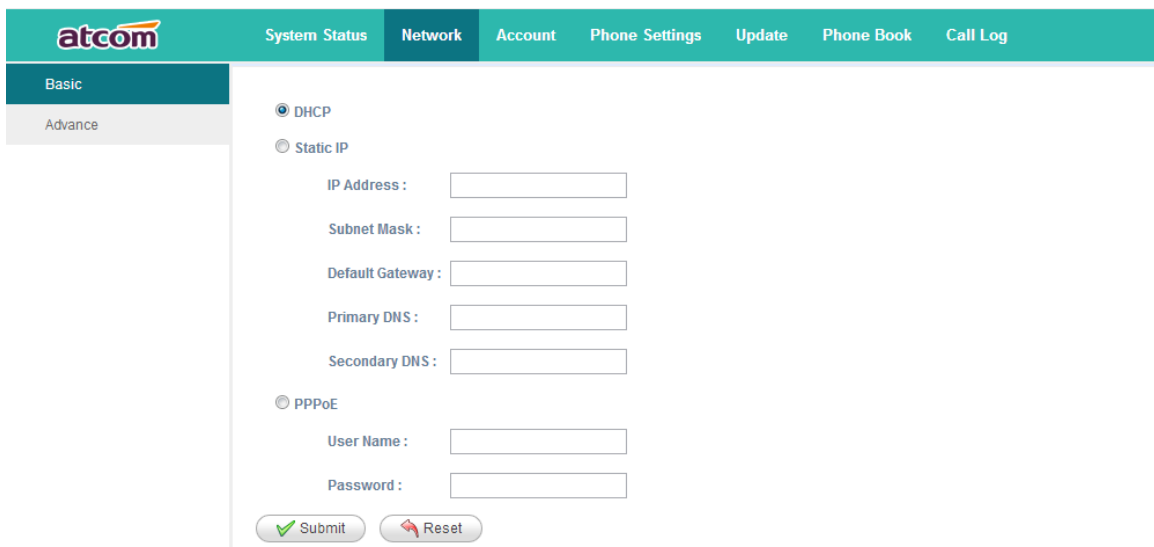 atcom System Status Network Account Phone Settings Update Phone Book Call Log
Basic
Advance
DHCP
Static IP
IP Address :
Subnet Mask :
Default Gateway :
Primary DNS :
Secondary DNS :
PPPoE
User Name :
Password :
Submit Reset